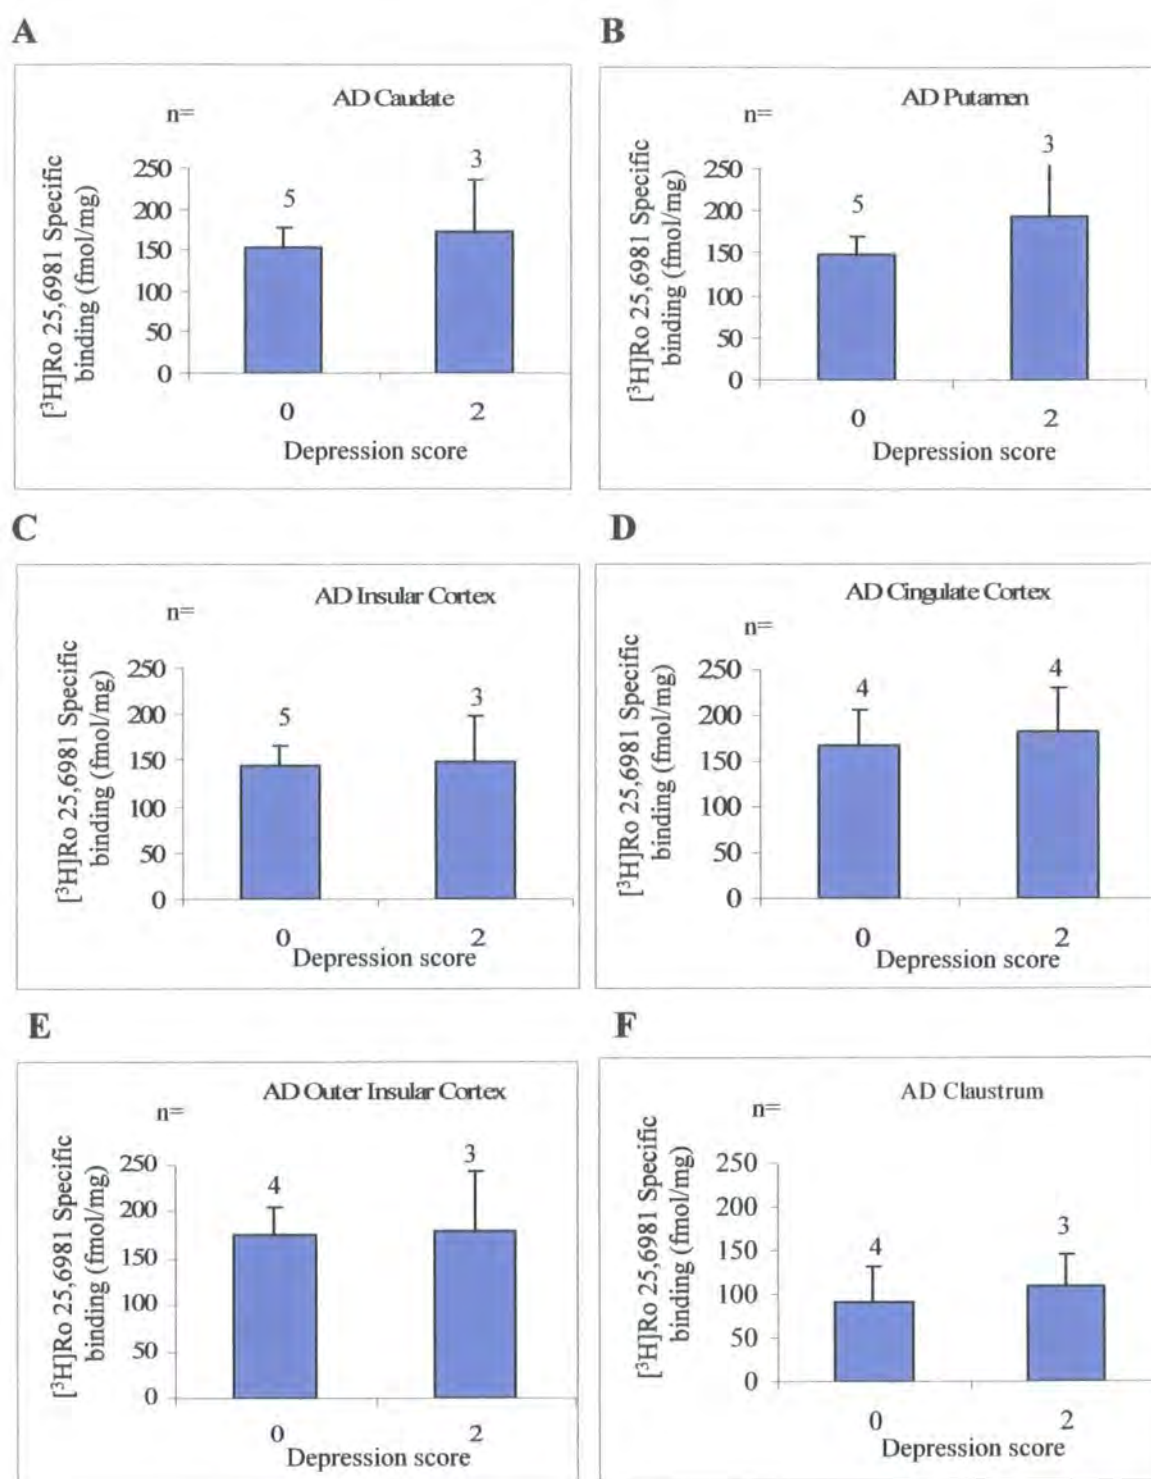 A
AD Caudate
n=
[³H]Ro 25,6981 Specific
binding (fmol/mg)
250
200
150
100
50
0
5
3
0
2
Depression score
B
AD Putamen
n=
[³H]Ro 25,6981 Specific
binding (fmol/mg)
250
200
150
100
50
0
5
3
0
2
Depression score
C
AD Insular Cortex
n=
[³H]Ro 25,6981 Specific
binding (fmol/mg)
250
200
150
100
50
0
5
3
0
2
Depression score
D
AD Cingulate Cortex
n=
[³H]Ro 25,6981 Specific
binding (fmol/mg)
250
200
150
100
50
0
4
4
0
2
Depression score
E
AD Outer Insular Cortex
n=
[³H]Ro 25,6981 Specific
binding (fmol/mg)
250
200
150
100
50
0
4
3
0
2
Depression score
F
AD Claustrum
n=
[³H]Ro 25,6981 Specific
binding (fmol/mg)
250
200
150
100
50
0
4
3
0
2
Depression score